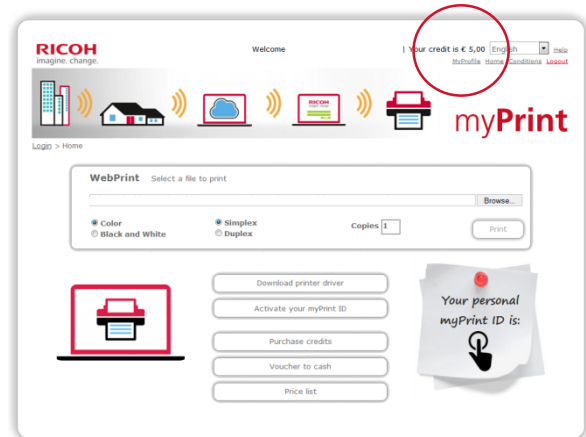 RICOH
imagine. change.
Welcome
| Your credit is € 5,00 English Help
MyProfile Home Conditions Logout
RICOH
myPrint
Login > Home
WebPrint Select a file to print
Browse...
Color Simplex Copies 1 Print
Black and White Duplex
Download printer driver
Activate your myPrint ID
Purchase credits
Voucher to cash
Price list
Your personal
myPrint ID is: